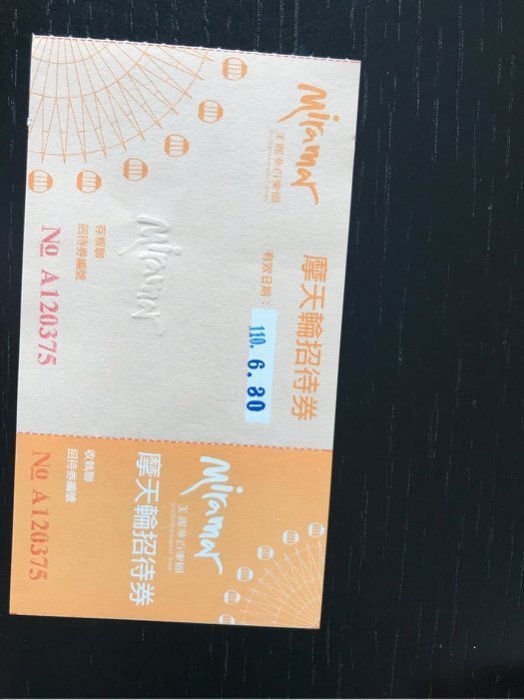 Miramar
美麗華百樂園
摩天輪招待券
有效日期：
110. 6. 30
Miramar
存根聯
招待券編號
No A120375
Miramar
美麗華百樂園
ENTERTAINMENT PARK
摩天輪招待券
收執聯
招待券編號
No A120375